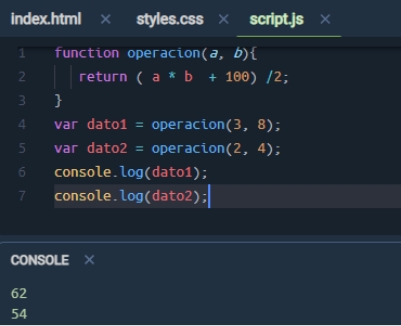 index.html × styles.css × script.js ×
1 function operacion(a, b){
2 return ( a * b + 100) /2;
3 }
4 var dato1 = operacion(3, 8);
5 var dato2 = operacion(2, 4);
6 console.log(dato1);
7 console.log(dato2);
CONSOLE ×
62
54